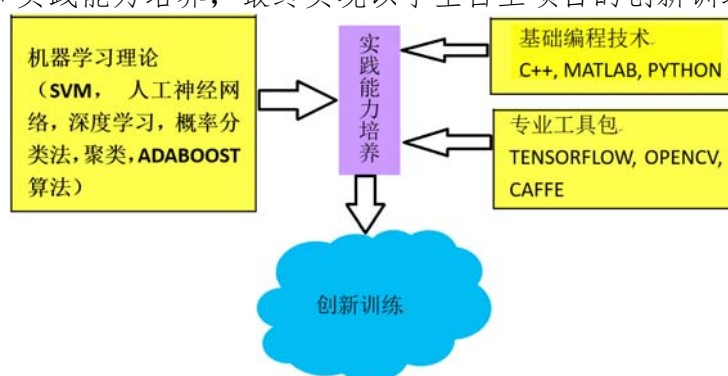 实践能力培养，最终实现以学生自主项目的创新训练
机器学习理论
（SVM， 人工神经网
络，深度学习，概率分
类法，聚类，ADABOOST
算法）
实践能力培养
基础编程技术
C++, MATLAB, PYTHON
专业工具包
TENSORFLOW, OPENCV,
CAFFE
创新训练